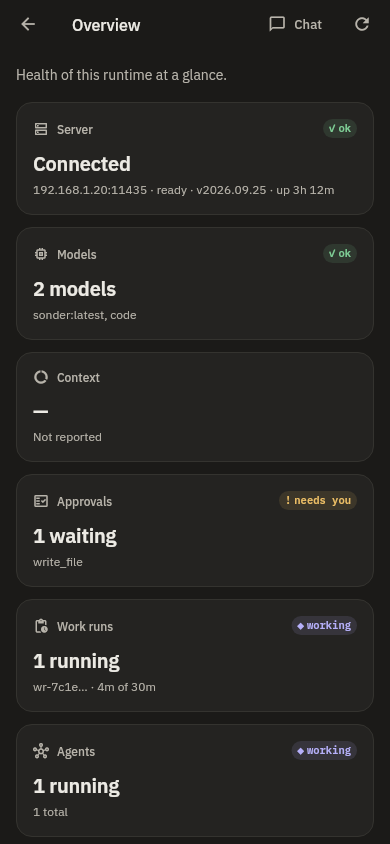 Overview
Chat
Health of this runtime at a glance.
Server
✓ ok
Connected
192.168.1.20:11435 · ready · v2026.09.25 · up 3h 12m
Models
✓ ok
2 models
sonder:latest, code
Context
—
Not reported
Approvals
! needs you
1 waiting
write_file
Work runs
◆ working
1 running
wr-7c1e… · 4m of 30m
Agents
◆ working
1 running
1 total